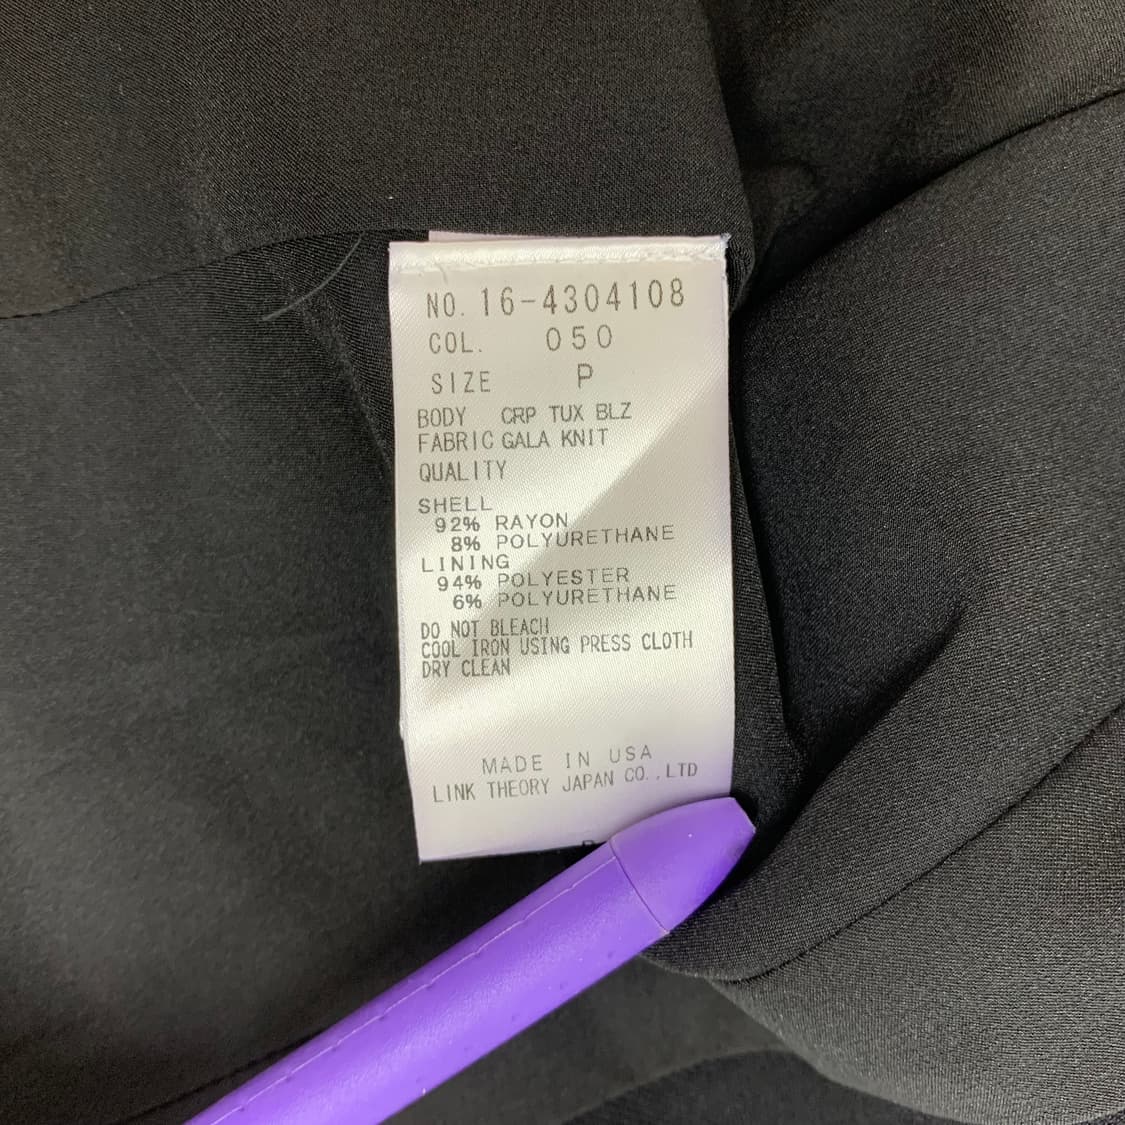 NO. 16-4304108
COL. 050
SIZE P
BODY CRP TUX BLZ
FABRIC GALA KNIT
QUALITY
SHELL
92% RAYON
8% POLYURETHANE
LINING
94% POLYESTER
6% POLYURETHANE
DO NOT BLEACH
COOL IRON USING PRESS CLOTH
DRY CLEAN
MADE IN USA
LINK THEORY JAPAN CO.,LTD